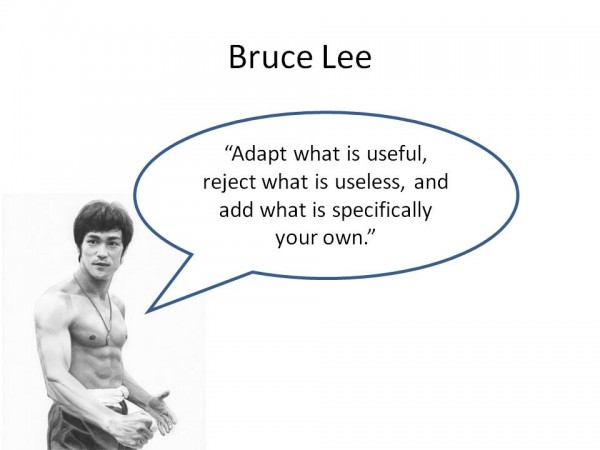 Bruce Lee
“Adapt what is useful,
reject what is useless, and
add what is specifically
your own.”